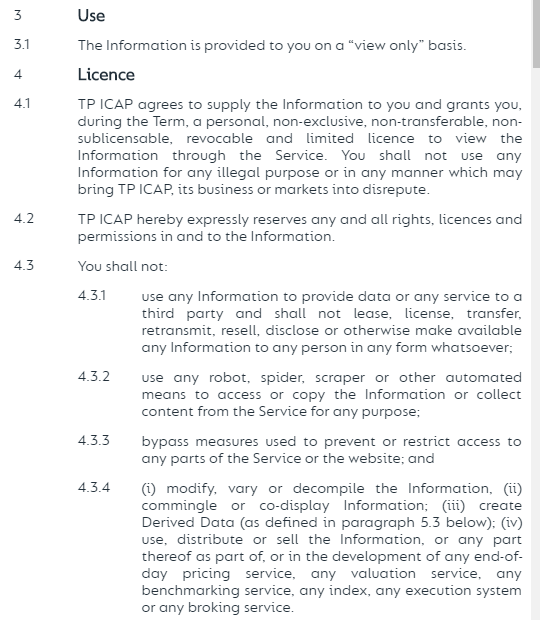 3 Use
3.1 The Information is provided to you on a “view only” basis.
4 Licence
4.1 TP ICAP agrees to supply the Information to you and grants you,
during the Term, a personal, non-exclusive, non-transferable, non-
sublicensable, revocable and limited licence to view the
Information through the Service. You shall not use any
Information for any illegal purpose or in any manner which may
bring TP ICAP, its business or markets into disrepute.
4.2 TP ICAP hereby expressly reserves any and all rights, licences and
permissions in and to the Information.
4.3 You shall not:
4.3.1 use any Information to provide data or any service to a
third party and shall not lease, license, transfer,
retransmit, resell, disclose or otherwise make available
any Information to any person in any form whatsoever;
4.3.2 use any robot, spider, scraper or other automated
means to access or copy the Information or collect
content from the Service for any purpose;
4.3.3 bypass measures used to prevent or restrict access to
any parts of the Service or the website; and
4.3.4 (i) modify, vary or decompile the Information, (ii)
commingle or co-display Information; (iii) create
Derived Data (as defined in paragraph 5.3 below); (iv)
use, distribute or sell the Information, or any part
thereof as part of, or in the development of any end-of-
day pricing service, any valuation service, any
benchmarking service, any index, any execution system
or any broking service.